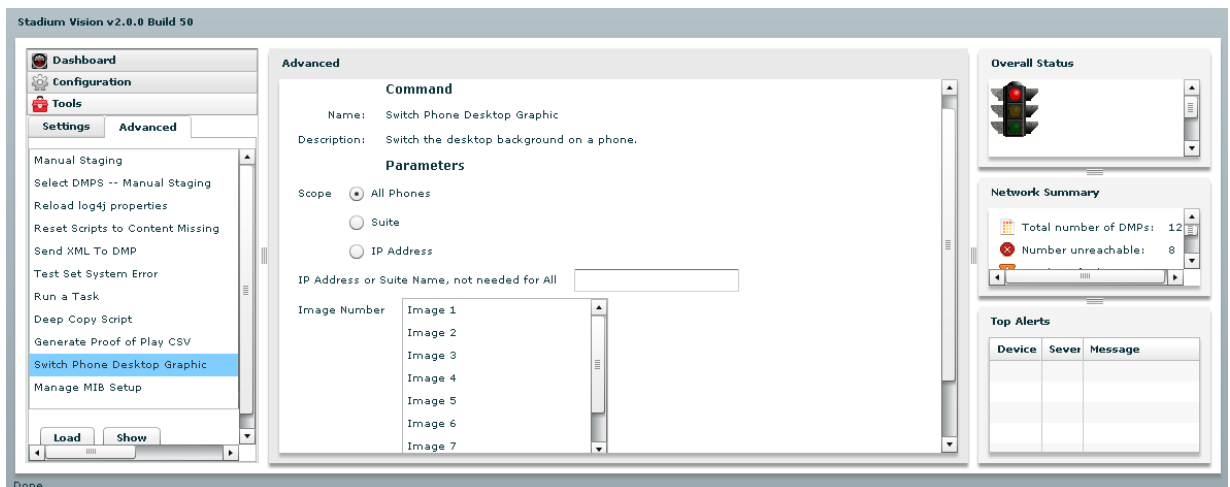 Stadium Vision v2.0.0 Build 50
Dashboard
Configuration
Tools
Settings Advanced
Manual Staging
Select DMPS -- Manual Staging
Reload log4j properties
Reset Scripts to Content Missing
Send XML To DMP
Test Set System Error
Run a Task
Deep Copy Script
Generate Proof of Play CSV
Switch Phone Desktop Graphic
Manage MIB Setup
Load Show
Advanced
Command
Name: Switch Phone Desktop Graphic
Description: Switch the desktop background on a phone.
Parameters
Scope All Phones
Suite
IP Address
IP Address or Suite Name, not needed for All
Image Number Image 1
Image 2
Image 3
Image 4
Image 5
Image 6
Image 7
Overall Status
Network Summary
Total number of DMPs: 12
Number unreachable: 8
Top Alerts
Device Sever Message
Done